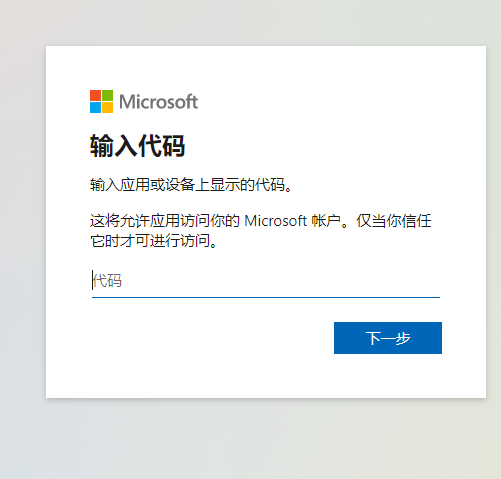 Microsoft
输入代码
输入应用或设备上显示的代码。
这将允许应用访问你的 Microsoft 帐户。仅当你信任
它时才可进行访问。
代码
下一步